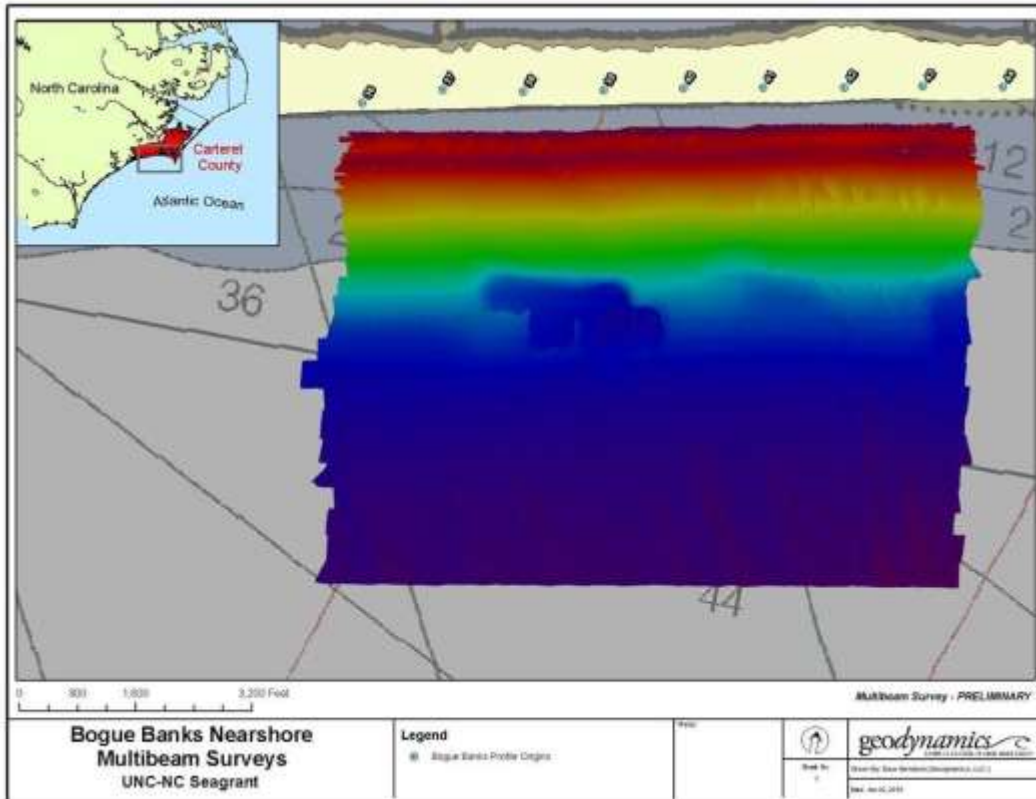 North Carolina
Carteret
County
Atlantic Ocean
12
2
2
36
44
0 800 1,600 3,200 Feet
Multibeam Survey - PRELIMINARY
Bogue Banks Nearshore
Multibeam Surveys
UNC-NC Seagrant
Legend
Bogue Banks Profile Origins
geodynamics